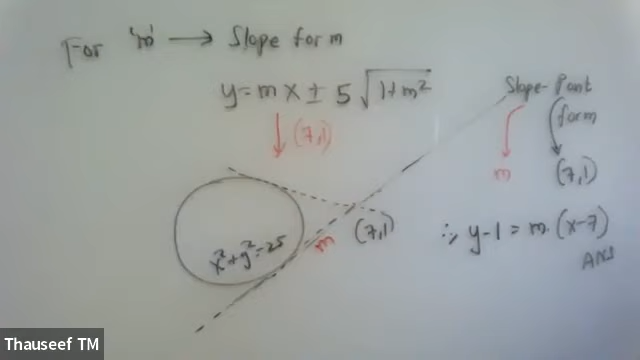 For 'm' → Slope form
y = mx ± 5 √1+m²
(7,1)
Slope-Point
form
m
(7,1)
x²+y²=25
m
(7,1)
∴ y-1 = m (x-7)
ANS
Thauseef TM